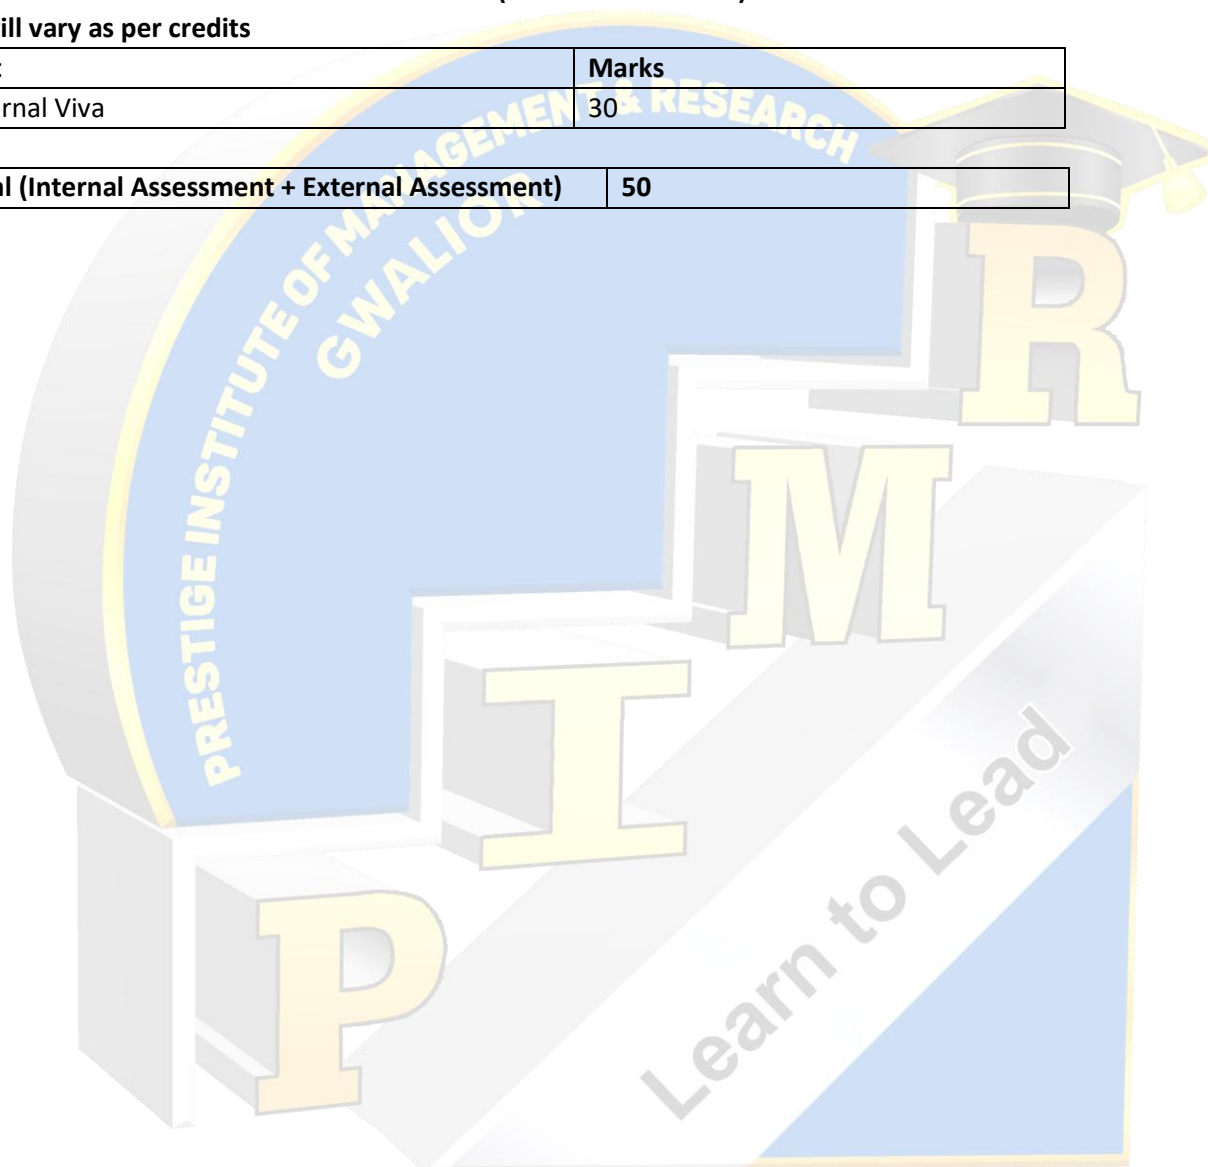 ill vary as per credits
Marks
rnal Viva 30
l (Internal Assessment + External Assessment) 50
PRESTIGE INSTITUTE OF MANAGEMENT & RESEARCH
GWALIOR
R
M
I
P
Learn to Lead